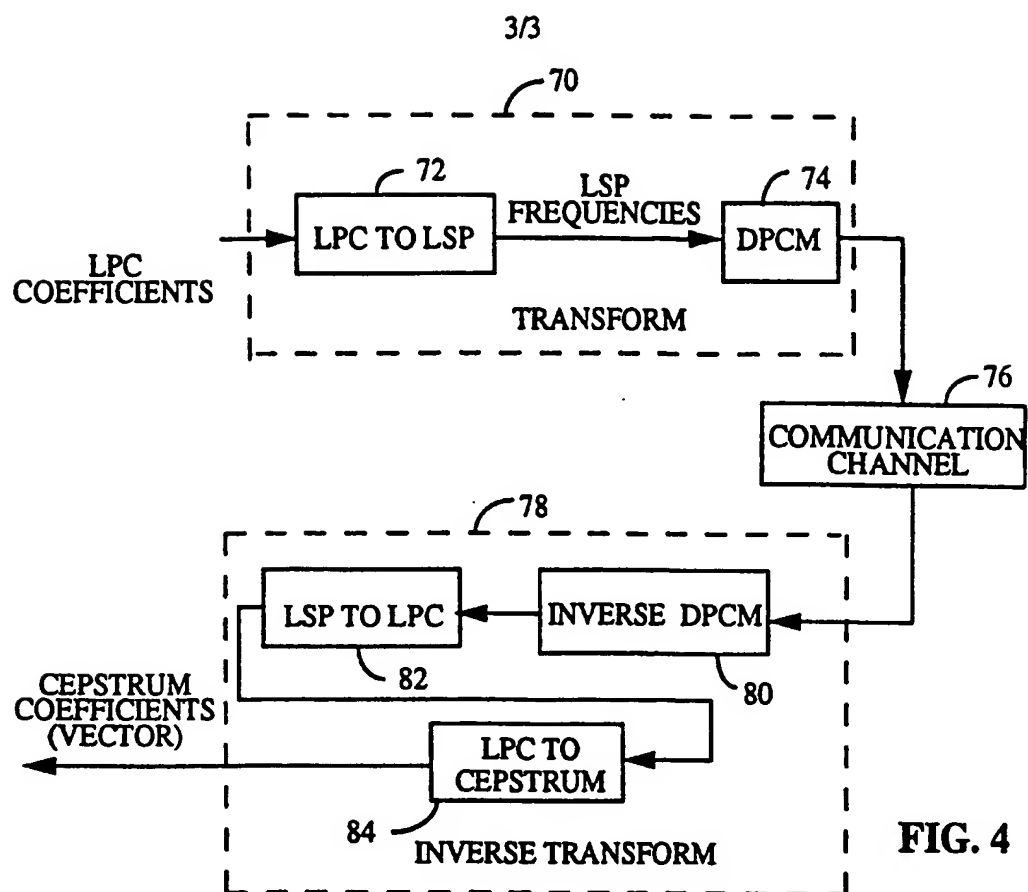 3/3
70
72
LSP
FREQUENCIES
74
LPC TO LSP
DPCM
LPC
COEFFICIENTS
TRANSFORM
76
COMMUNICATION
CHANNEL
78
LSP TO LPC
INVERSE DPCM
82
80
CEPSTRUM
COEFFICIENTS
(VECTOR)
LPC TO
CEPSTRUM
84
INVERSE TRANSFORM
FIG. 4